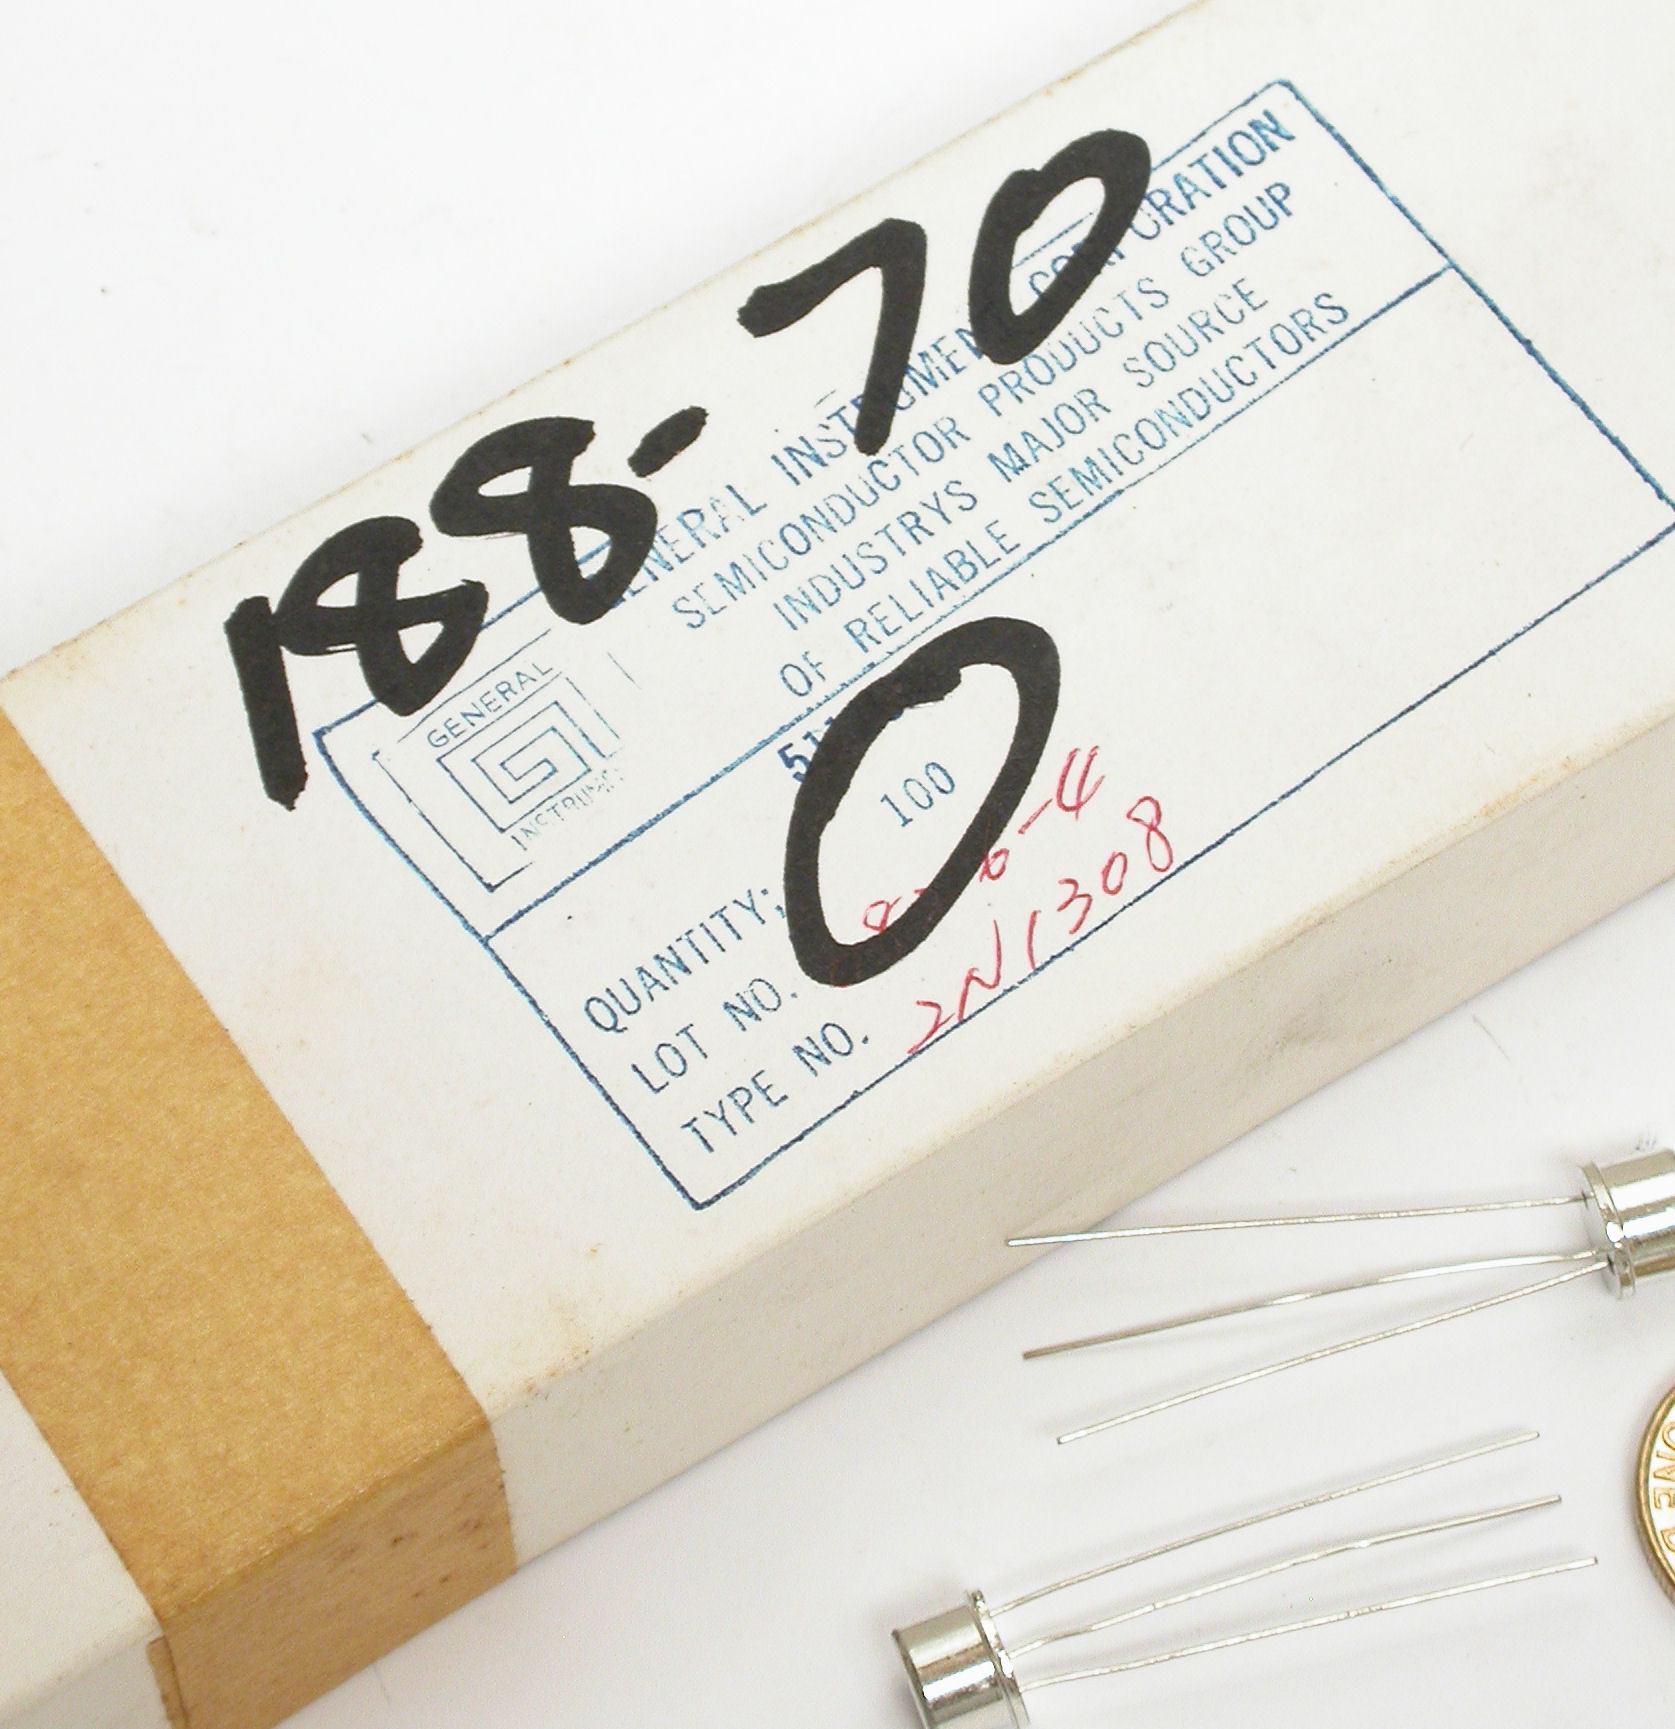 188-70
GENERAL INSTRUMENT CORPORATION
SEMICONDUCTOR PRODUCTS GROUP
INDUSTRYS MAJOR SOURCE
OF RELIABLE SEMICONDUCTORS
GENERAL
INSTRUMENT
O
QUANTITY; 100
LOT NO.
TYPE NO. 2N1308
ONE